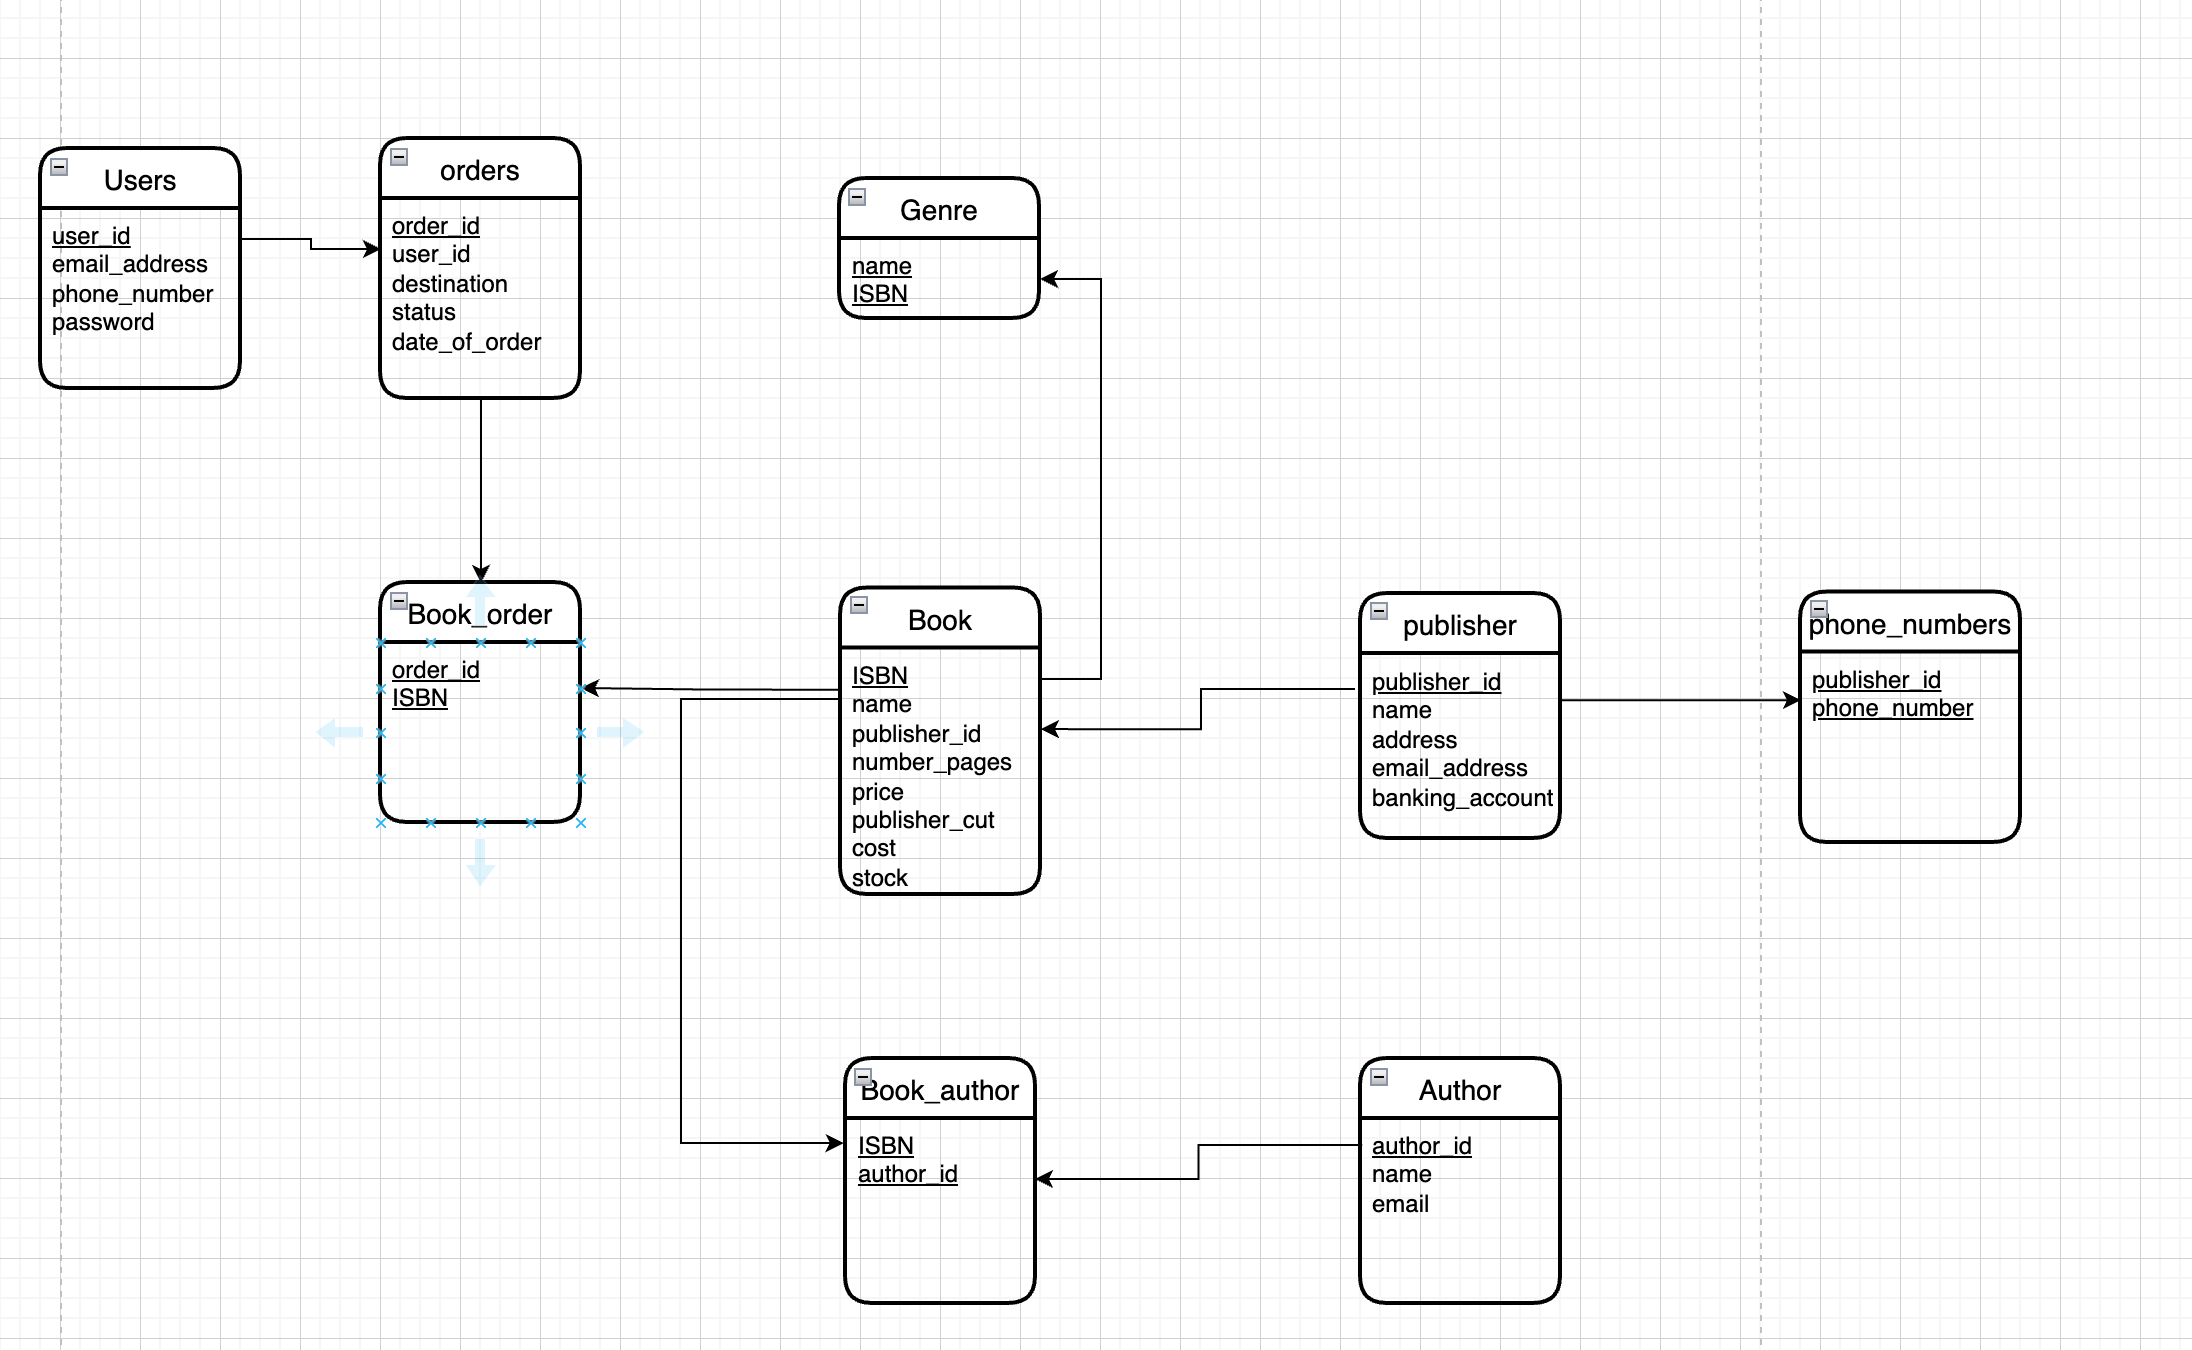 Users
user_id
email_address
phone_number
password
orders
order_id
user_id
destination
status
date_of_order
Genre
name
ISBN
Book_order
order_id
ISBN
Book
ISBN
name
publisher_id
number_pages
price
publisher_cut
cost
stock
publisher
publisher_id
name
address
email_address
banking_account
phone_numbers
publisher_id
phone_number
Book_author
ISBN
author_id
Author
author_id
name
email